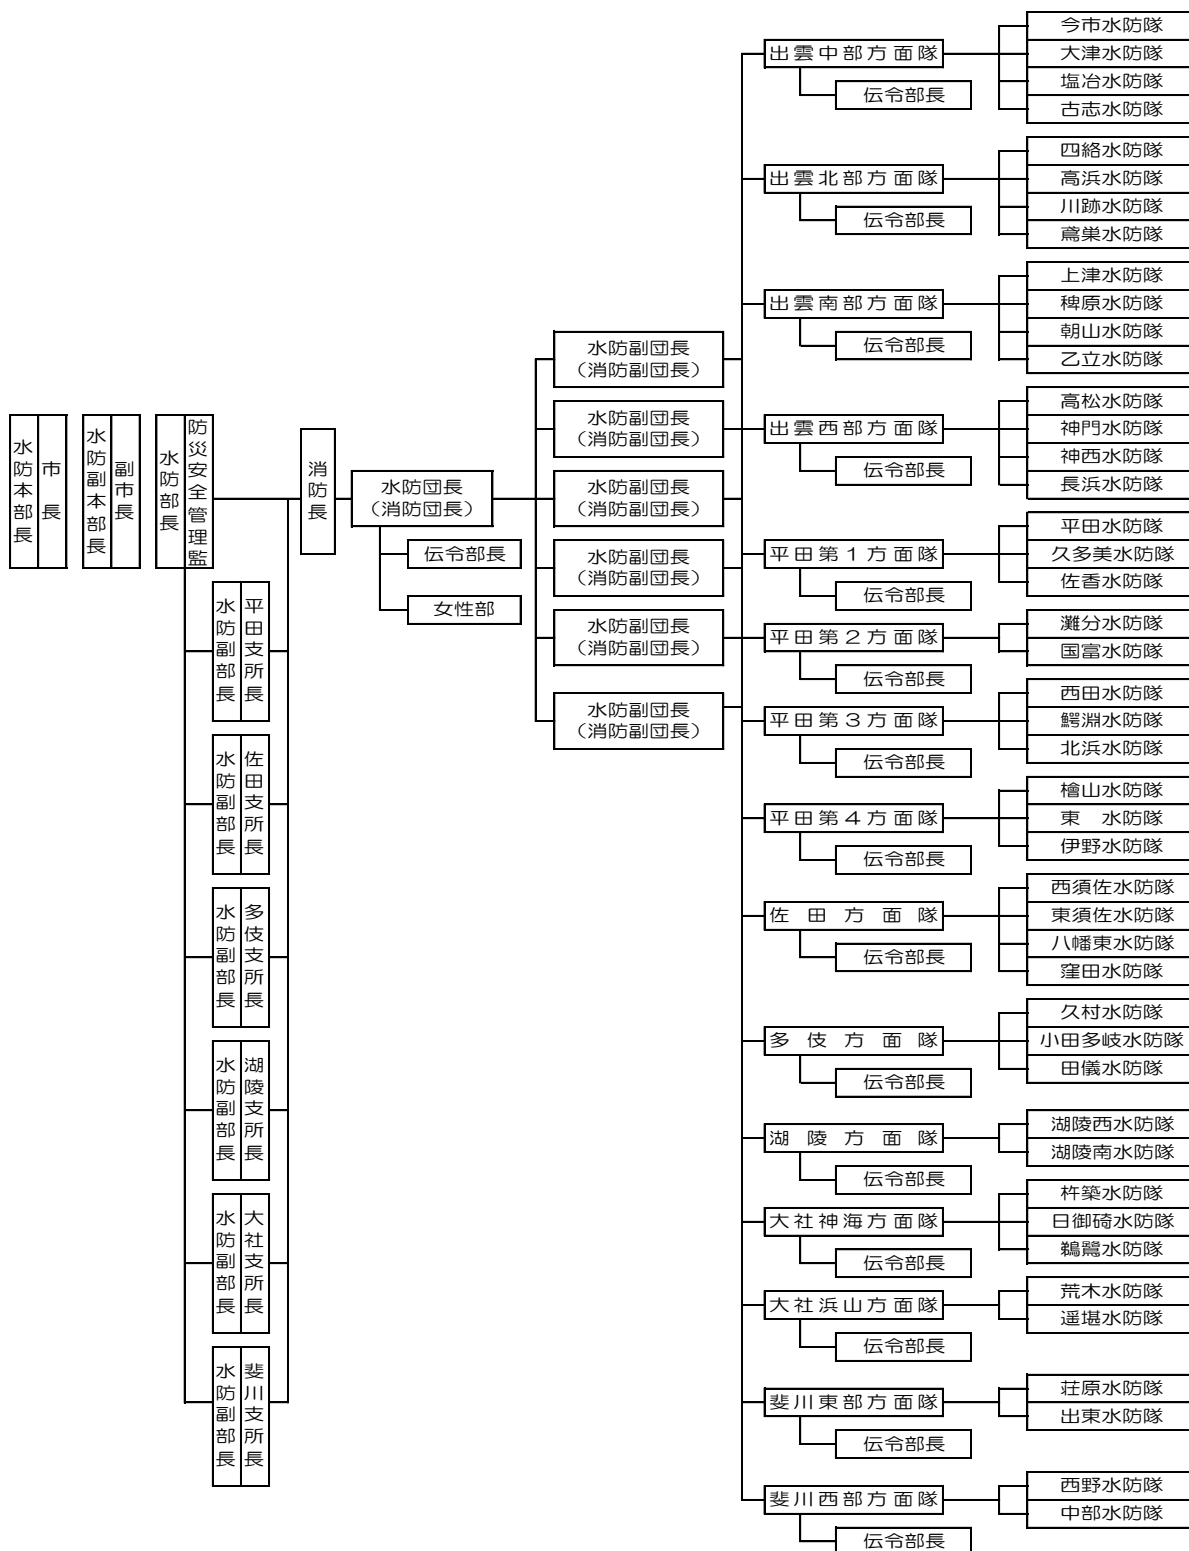 水防本部長
市長
水防副本部長
副市長
水防部長
防災安全管理監
水防副部長
平田支所長
水防副部長
佐田支所長
水防副部長
多伎支所長
水防副部長
湖陵支所長
水防副部長
大社支所長
水防副部長
斐川支所長
消防長
水防団長
（消防団長）
伝令部長
女性部
水防副団長
（消防副団長）
水防副団長
（消防副団長）
水防副団長
（消防副団長）
水防副団長
（消防副団長）
水防副団長
（消防副団長）
水防副団長
（消防副団長）
出雲中部方面隊
伝令部長
今市水防隊
大津水防隊
塩冶水防隊
古志水防隊
出雲北部方面隊
伝令部長
四絡水防隊
高浜水防隊
川跡水防隊
鳶巣水防隊
出雲南部方面隊
伝令部長
上津水防隊
稗原水防隊
朝山水防隊
乙立水防隊
出雲西部方面隊
伝令部長
高松水防隊
神門水防隊
神西水防隊
長浜水防隊
平田第１方面隊
伝令部長
平田水防隊
久多美水防隊
佐香水防隊
平田第２方面隊
伝令部長
灘分水防隊
国富水防隊
平田第３方面隊
伝令部長
西田水防隊
鰐淵水防隊
北浜水防隊
平田第４方面隊
伝令部長
檜山水防隊
東　水防隊
伊野水防隊
佐田方面隊
伝令部長
西須佐水防隊
東須佐水防隊
八幡東水防隊
窪田水防隊
多伎方面隊
伝令部長
久村水防隊
小田多岐水防隊
田儀水防隊
湖陵方面隊
伝令部長
湖陵西水防隊
湖陵南水防隊
大社神海方面隊
伝令部長
杵築水防隊
日御碕水防隊
鵜鷺水防隊
大社浜山方面隊
伝令部長
荒木水防隊
遥堪水防隊
斐川東部方面隊
伝令部長
荘原水防隊
出東水防隊
斐川西部方面隊
伝令部長
西野水防隊
中部水防隊